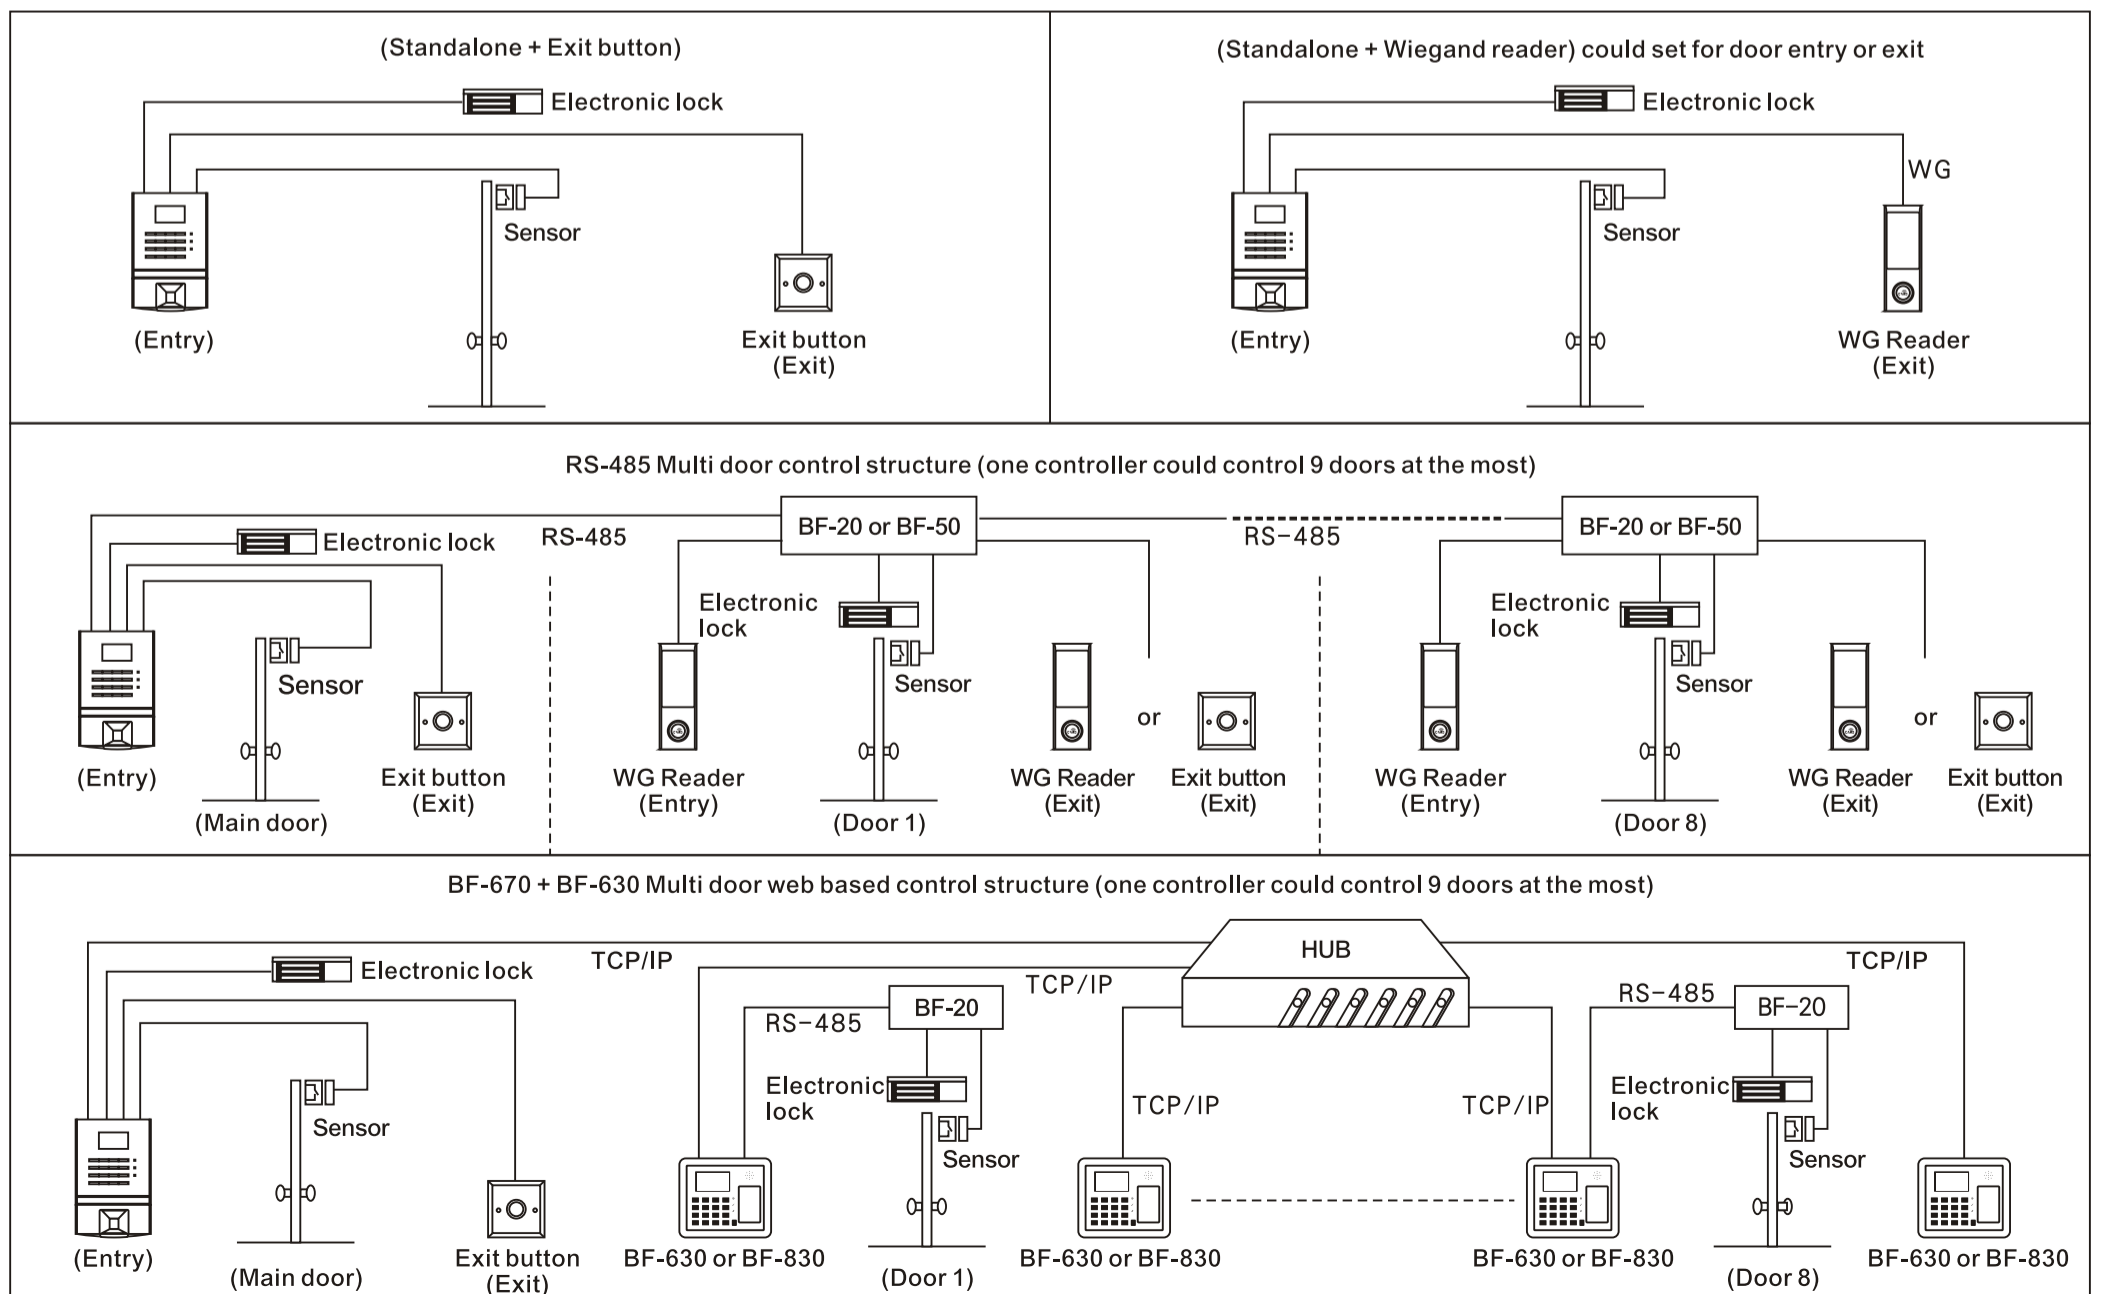 (Standalone + Exit button)
Electronic lock
Sensor
(Entry)
Exit button
(Exit)
(Standalone + Wiegand reader) could set for door entry or exit
Electronic lock
WG
Sensor
(Entry)
WG Reader
(Exit)
RS-485 Multi door control structure (one controller could control 9 doors at the most)
Electronic lock
RS-485
BF-20 or BF-50
RS-485
BF-20 or BF-50
Sensor
(Entry)
Exit button
(Exit)
(Main door)
Electronic
lock
Sensor
WG Reader
(Entry)
(Door 1)
WG Reader
(Exit)
or
Exit button
(Exit)
Electronic
lock
Sensor
WG Reader
(Entry)
(Door 8)
WG Reader
(Exit)
or
Exit button
(Exit)
BF-670 + BF-630 Multi door web based control structure (one controller could control 9 doors at the most)
Electronic lock
TCP/IP
TCP/IP
HUB
TCP/IP
Sensor
(Entry)
(Main door)
Exit button
(Exit)
RS-485
BF-20
Electronic
lock
Sensor
BF-630 or BF-830
(Door 1)
TCP/IP
BF-630 or BF-830
TCP/IP
BF-630 or BF-830
RS-485
BF-20
Electronic
lock
Sensor
(Door 8)
BF-630 or BF-830